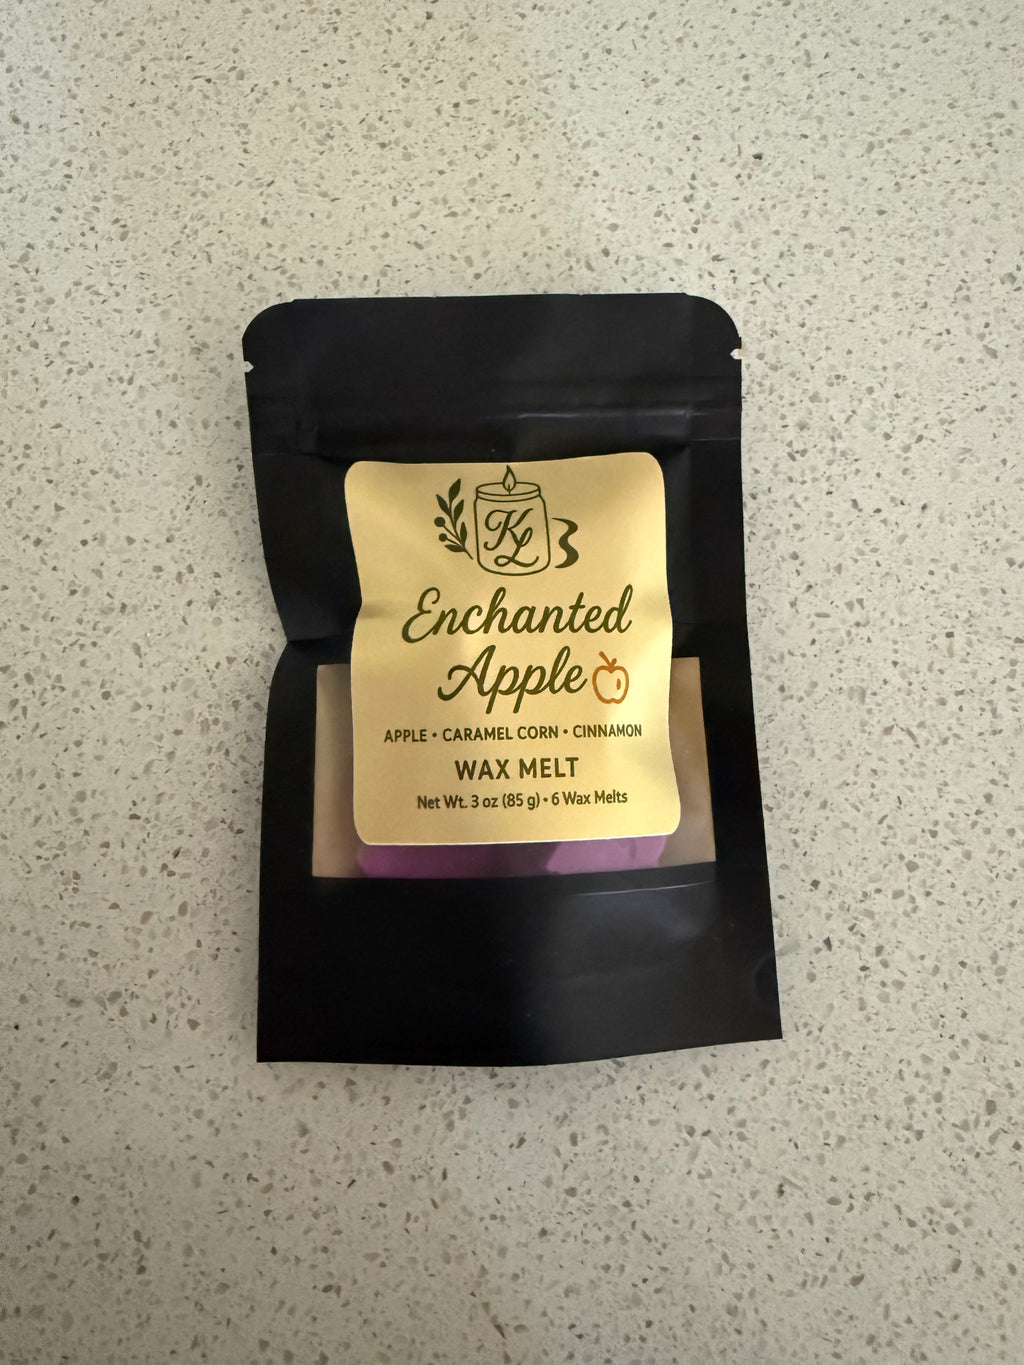 KL
Enchanted
Apple
APPLE • CARAMEL CORN • CINNAMON
WAX MELT
Net Wt. 3 oz (85 g) • 6 Wax Melts